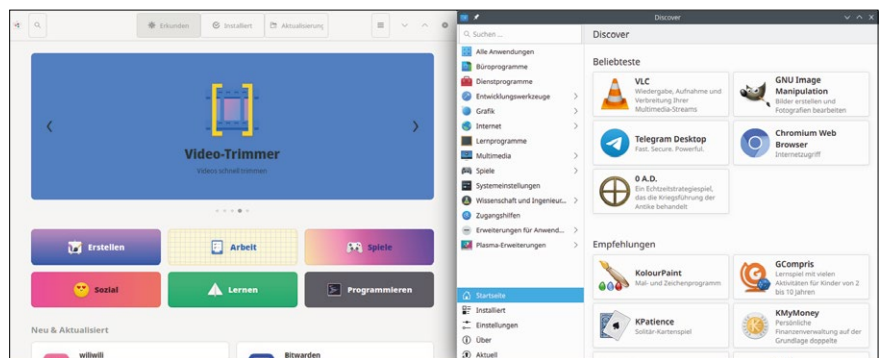 Erkunden
Installiert
Aktualisierung
Video-Trimmer
Videos schnell trimmen
Erstellen
Arbeit
Spiele
Sozial
Lernen
Programmieren
Neu & Aktualisiert
wiliwili
Bitwarden
Discover
Suchen ...
Alle Anwendungen
Büroprogramme
Dienstprogramme
Entwicklungswerkzeuge
Grafik
Internet
Lernprogramme
Multimedia
Spiele
Systemeinstellungen
Wissenschaft und Ingenieur...
Zugangshilfen
Erweiterungen für Anwend...
Plasma-Erweiterungen
Startseite
Installiert
Einstellungen
Über
Aktuell
Discover
Beliebteste
VLC
Wiedergabe, Aufnahme und
Verbreitung Ihrer
Multimedia-Streams
GNU Image
Manipulation
Bilder erstellen und
Fotografien bearbeiten
Telegram Desktop
Fast. Secure. Powerful.
Chromium Web
Browser
Internetzugriff
0 A.D.
Ein Echtzeitstrategiespiel,
das die Kriegsführung der
Antike behandelt
Empfehlungen
KolourPaint
Mal- und Zeichenprogramm
GCompris
Lernspiel mit vielen
Aktivitäten für Kinder von 2
bis 10 Jahren
KPatience
Solitär-Kartenspiel
KMyMoney
Persönliche
Finanzenverwaltung auf der
Grundlage doppelte